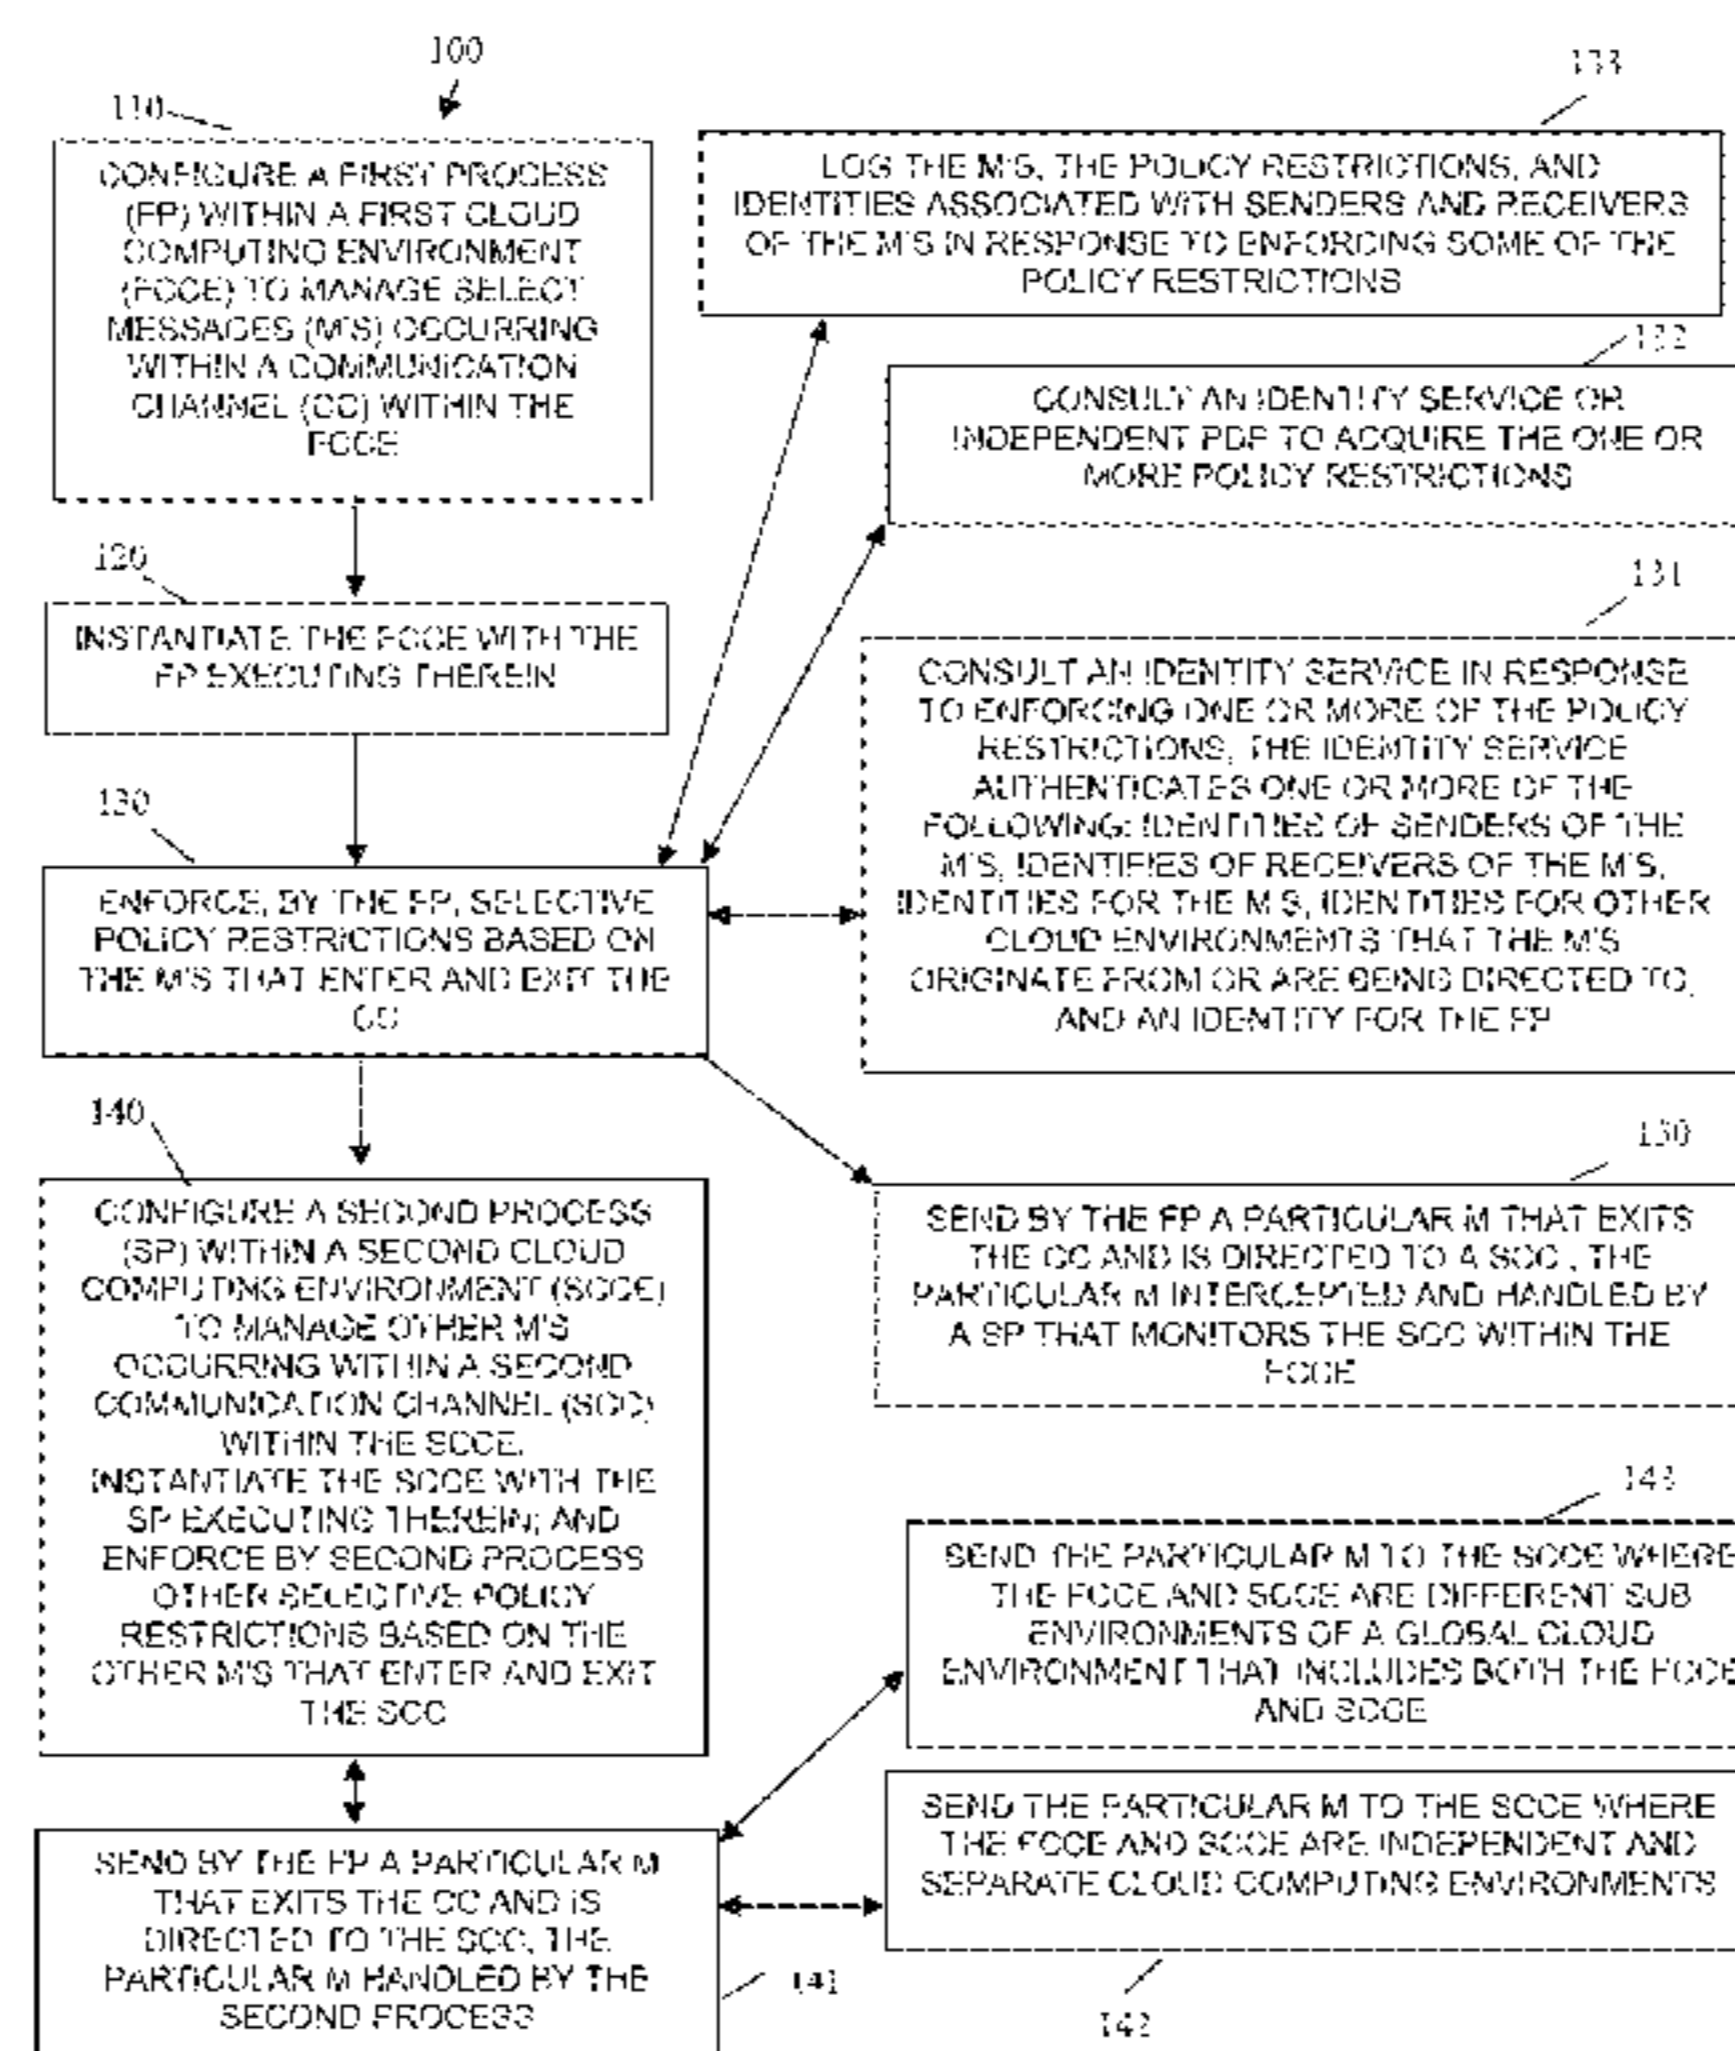 100
110
CONFIGURE A FIRST PROCESS
(FP) WITHIN A FIRST CLOUD
COMPUTING ENVIRONMENT
(FCCE) TO MANAGE SELECT
MESSAGES (M'S) OCCURRING
WITHIN A COMMUNICATION
CHANNEL (CC) WITHIN THE
FCCE
120
INSTANTIATE THE FCCE WITH THE
FP EXECUTING THEREIN
130
ENFORCE, BY THE FP, SELECTIVE
POLICY RESTRICTIONS BASED ON
THE M'S THAT ENTER AND EXIT THE
CC
133
LOG THE M'S, THE POLICY RESTRICTIONS, AND
IDENTITIES ASSOCIATED WITH SENDERS AND RECEIVERS
OF THE M'S IN RESPONSE TO ENFORCING SOME OF THE
POLICY RESTRICTIONS
132
CONSULT AN IDENTITY SERVICE OR
INDEPENDENT PDP TO ACQUIRE THE ONE OR
MORE POLICY RESTRICTIONS
131
CONSULT AN IDENTITY SERVICE IN RESPONSE
TO ENFORCING ONE OR MORE OF THE POLICY
RESTRICTIONS, THE IDENTITY SERVICE
AUTHENTICATES ONE OR MORE OF THE
FOLLOWING: IDENTITIES OF SENDERS OF THE
M'S, IDENTIFIES OF RECEIVERS OF THE M'S,
IDENTITIES FOR THE M'S, IDENTITIES FOR OTHER
CLOUD ENVIRONMENTS THAT THE M'S
ORIGINATE FROM OR ARE BEING DIRECTED TO,
AND AN IDENTITY FOR THE FP
140
CONFIGURE A SECOND PROCESS
(SP) WITHIN A SECOND CLOUD
COMPUTING ENVIRONMENT (SCCE)
TO MANAGE OTHER M'S
OCCURRING WITHIN A SECOND
COMMUNICATION CHANNEL (SCC)
WITHIN THE SCCE,
INSTANTIATE THE SCCE WITH THE
SP EXECUTING THEREIN; AND
ENFORCE BY SECOND PROCESS
OTHER SELECTIVE POLICY
RESTRICTIONS BASED ON THE
OTHER M'S THAT ENTER AND EXIT
THE SCC
150
SEND BY THE FP A PARTICULAR M THAT EXITS
THE CC AND IS DIRECTED TO A SCC , THE
PARTICULAR M INTERCEPTED AND HANDLED BY
A SP THAT MONITORS THE SCC WITHIN THE
FCCE
143
SEND THE PARTICULAR M TO THE SCCE WHERE
THE FCCE AND SCCE ARE DIFFERENT SUB
ENVIRONMENTS OF A GLOBAL CLOUD
ENVIRONMENT THAT INCLUDES BOTH THE FCCE
AND SCCE
SEND THE PARTICULAR M TO THE SCCE WHERE
THE FCCE AND SCCE ARE INDEPENDENT AND
SEPARATE CLOUD COMPUTING ENVIRONMENTS
142
SEND BY THE FP A PARTICULAR M
THAT EXITS THE CC AND IS
DIRECTED TO THE SCC, THE
PARTICULAR M HANDLED BY THE
SECOND PROCESS
141